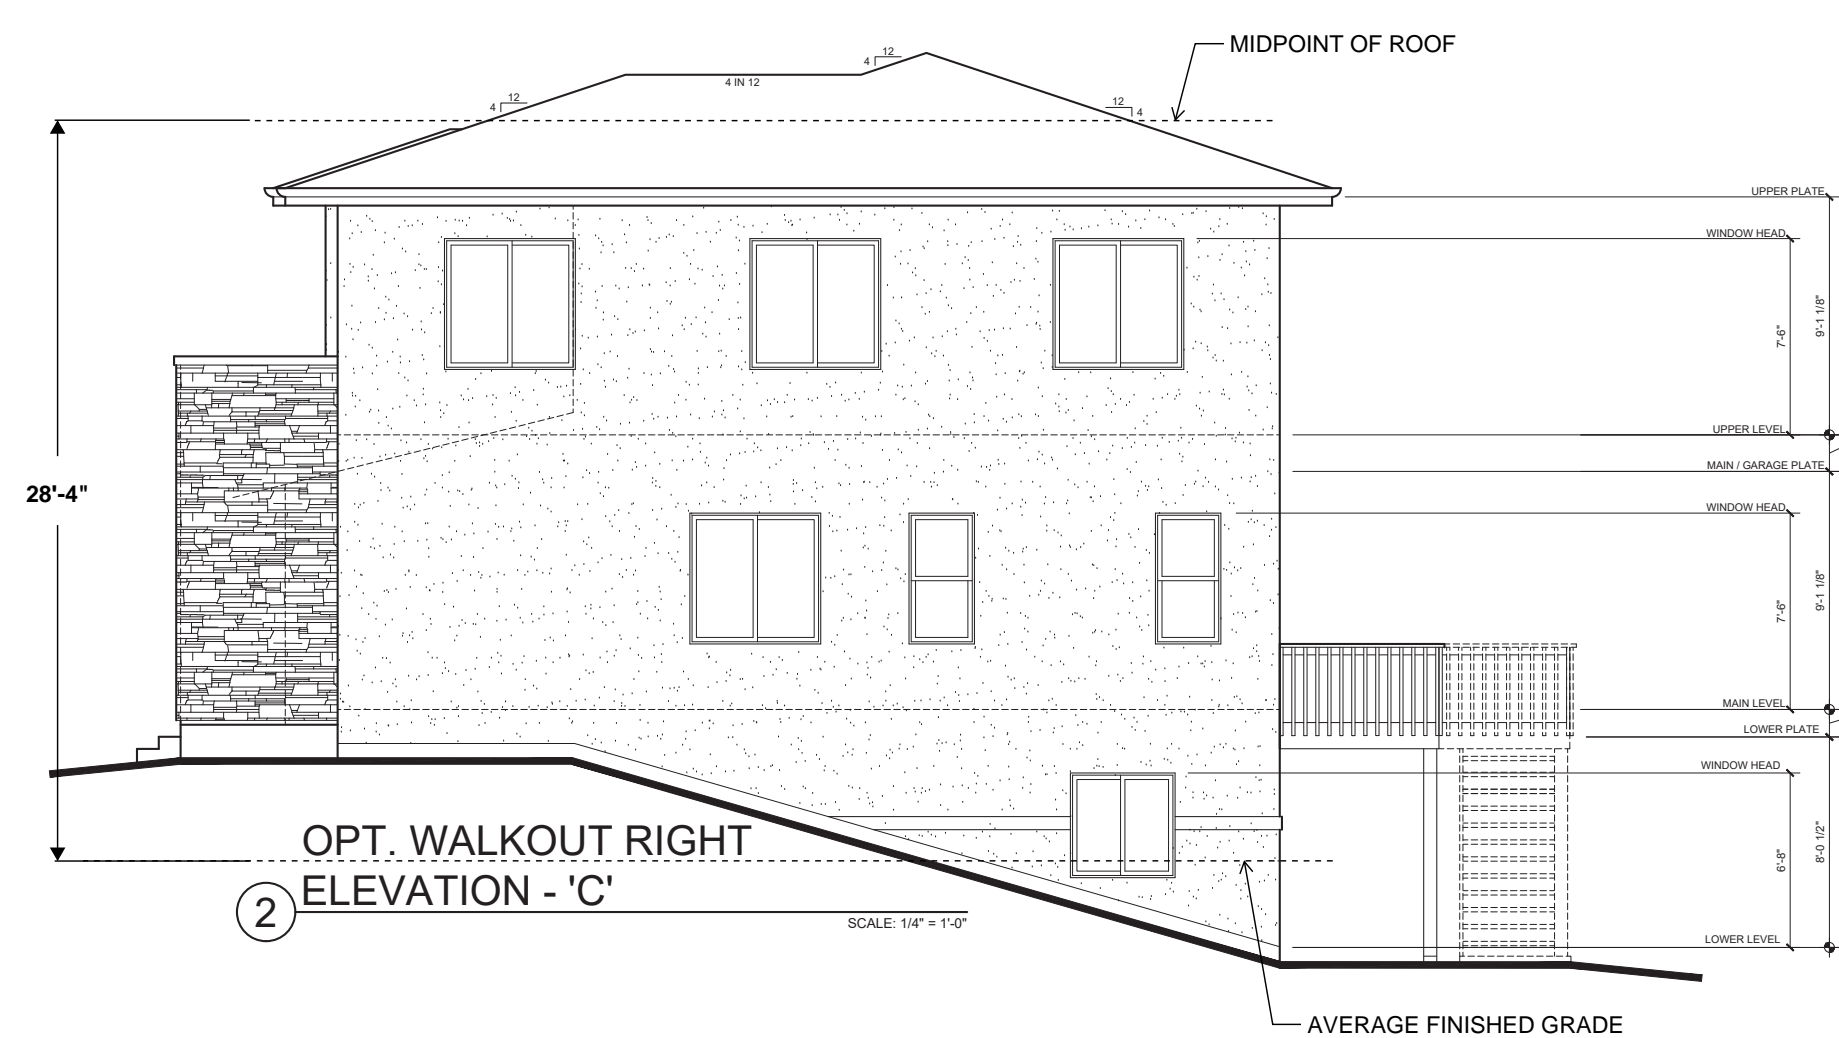 MIDPOINT OF ROOF
12
4
4 IN 12
12
4
12
4
UPPER PLATE
WINDOW HEAD
7'-6"
9'-1 1/8"
UPPER LEVEL
MAIN / GARAGE PLATE
28'-4"
WINDOW HEAD
7'-6"
9'-1 1/8"
MAIN LEVEL
LOWER PLATE
WINDOW HEAD
6'-8"
8'-0 1/2"
LOWER LEVEL
OPT. WALKOUT RIGHT
ELEVATION - 'C'
2
SCALE: 1/4" = 1'-0"
AVERAGE FINISHED GRADE